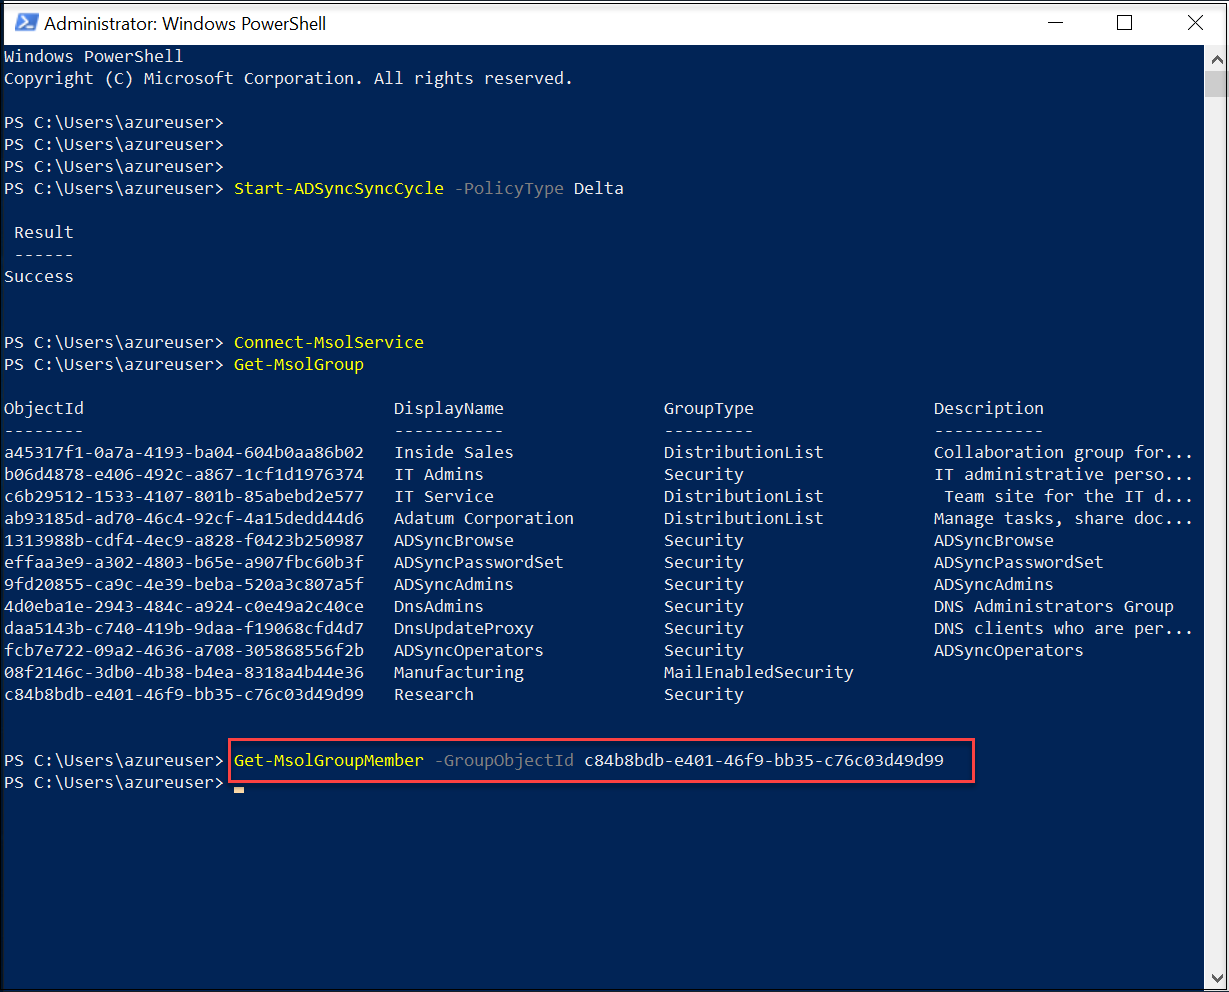 Administrator: Windows PowerShell
Windows PowerShell
Copyright (C) Microsoft Corporation. All rights reserved.
PS C:\Users\azureuser>
PS C:\Users\azureuser>
PS C:\Users\azureuser>
PS C:\Users\azureuser> Start-ADSyncSyncCycle -PolicyType Delta
Result
------
Success
PS C:\Users\azureuser> Connect-MsolService
PS C:\Users\azureuser> Get-MsolGroup
ObjectId DisplayName GroupType Description
-------- ----------- --------- -----------
a45317f1-0a7a-4193-ba04-604b0aa86b02 Inside Sales DistributionList Collaboration group for...
b06d4878-e406-492c-a867-1cf1d1976374 IT Admins Security IT administrative perso...
c6b29512-1533-4107-801b-85abebd2e577 IT Service DistributionList Team site for the IT d...
ab93185d-ad70-46c4-92cf-4a15dedd44d6 Adatum Corporation DistributionList Manage tasks, share doc...
1313988b-cdf4-4ec9-a828-f0423b250987 ADSyncBrowse Security ADSyncBrowse
effaa3e9-a302-4803-b65e-a907fbc60b3f ADSyncPasswordSet Security ADSyncPasswordSet
9fd20855-ca9c-4e39-beba-520a3c807a5f ADSyncAdmins Security ADSyncAdmins
4d0eba1e-2943-484c-a924-c0e49a2c40ce DnsAdmins Security DNS Administrators Group
daa5143b-c740-419b-9daa-f19068cfd4d7 DnsUpdateProxy Security DNS clients who are per...
fcb7e722-09a2-4636-a708-305868556f2b ADSyncOperators Security ADSyncOperators
08f2146c-3db0-4b38-b4ea-8318a4b44e36 Manufacturing MailEnabledSecurity
c84b8bdb-e401-46f9-bb35-c76c03d49d99 Research Security
PS C:\Users\azureuser> Get-MsolGroupMember -GroupObjectId c84b8bdb-e401-46f9-bb35-c76c03d49d99
PS C:\Users\azureuser>